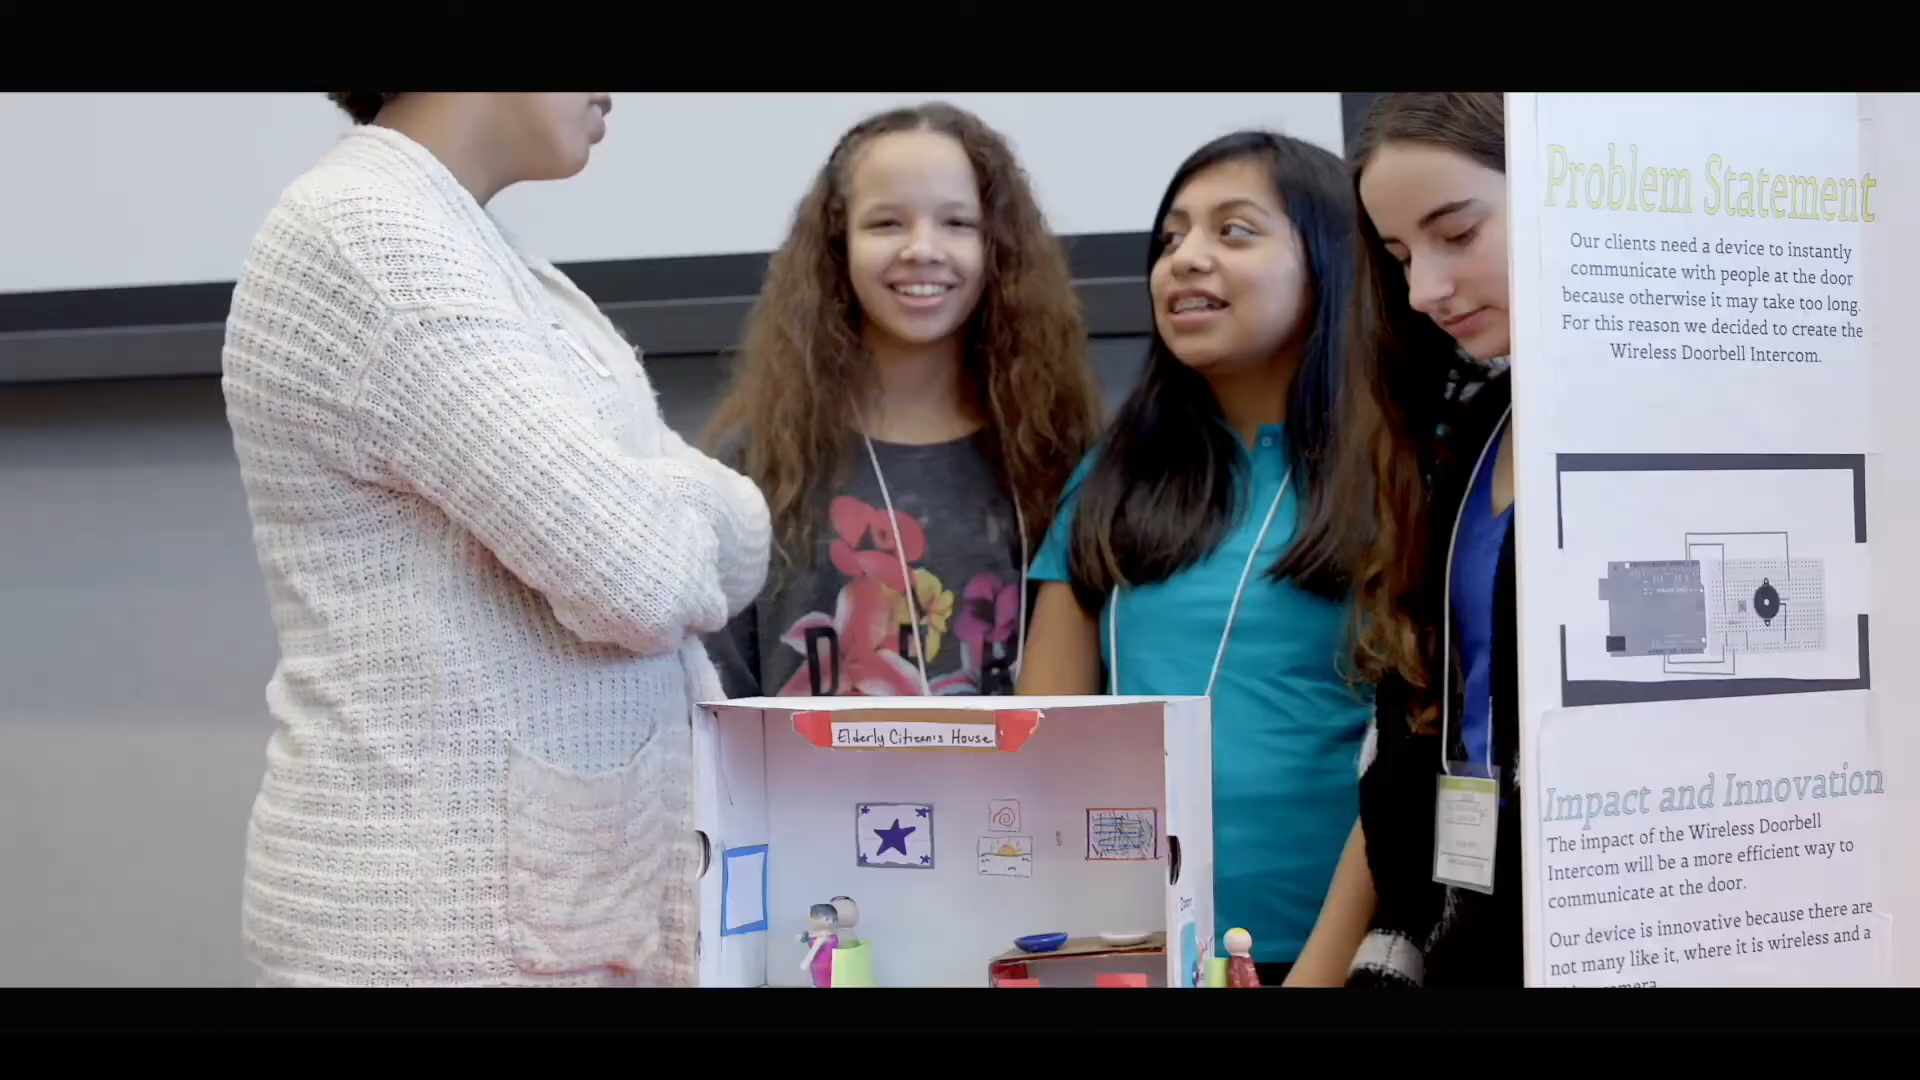 Problem Statement
Our clients need a device to instantly
communicate with people at the door
because otherwise it may take too long.
For this reason we decided to create the
Wireless Doorbell Intercom.
Elderly Citizen's House
Door
Impact and Innovation
The impact of the Wireless Doorbell
Intercom will be a more efficient way to
communicate at the door.
Our device is innovative because there are
not many like it, where it is wireless and a